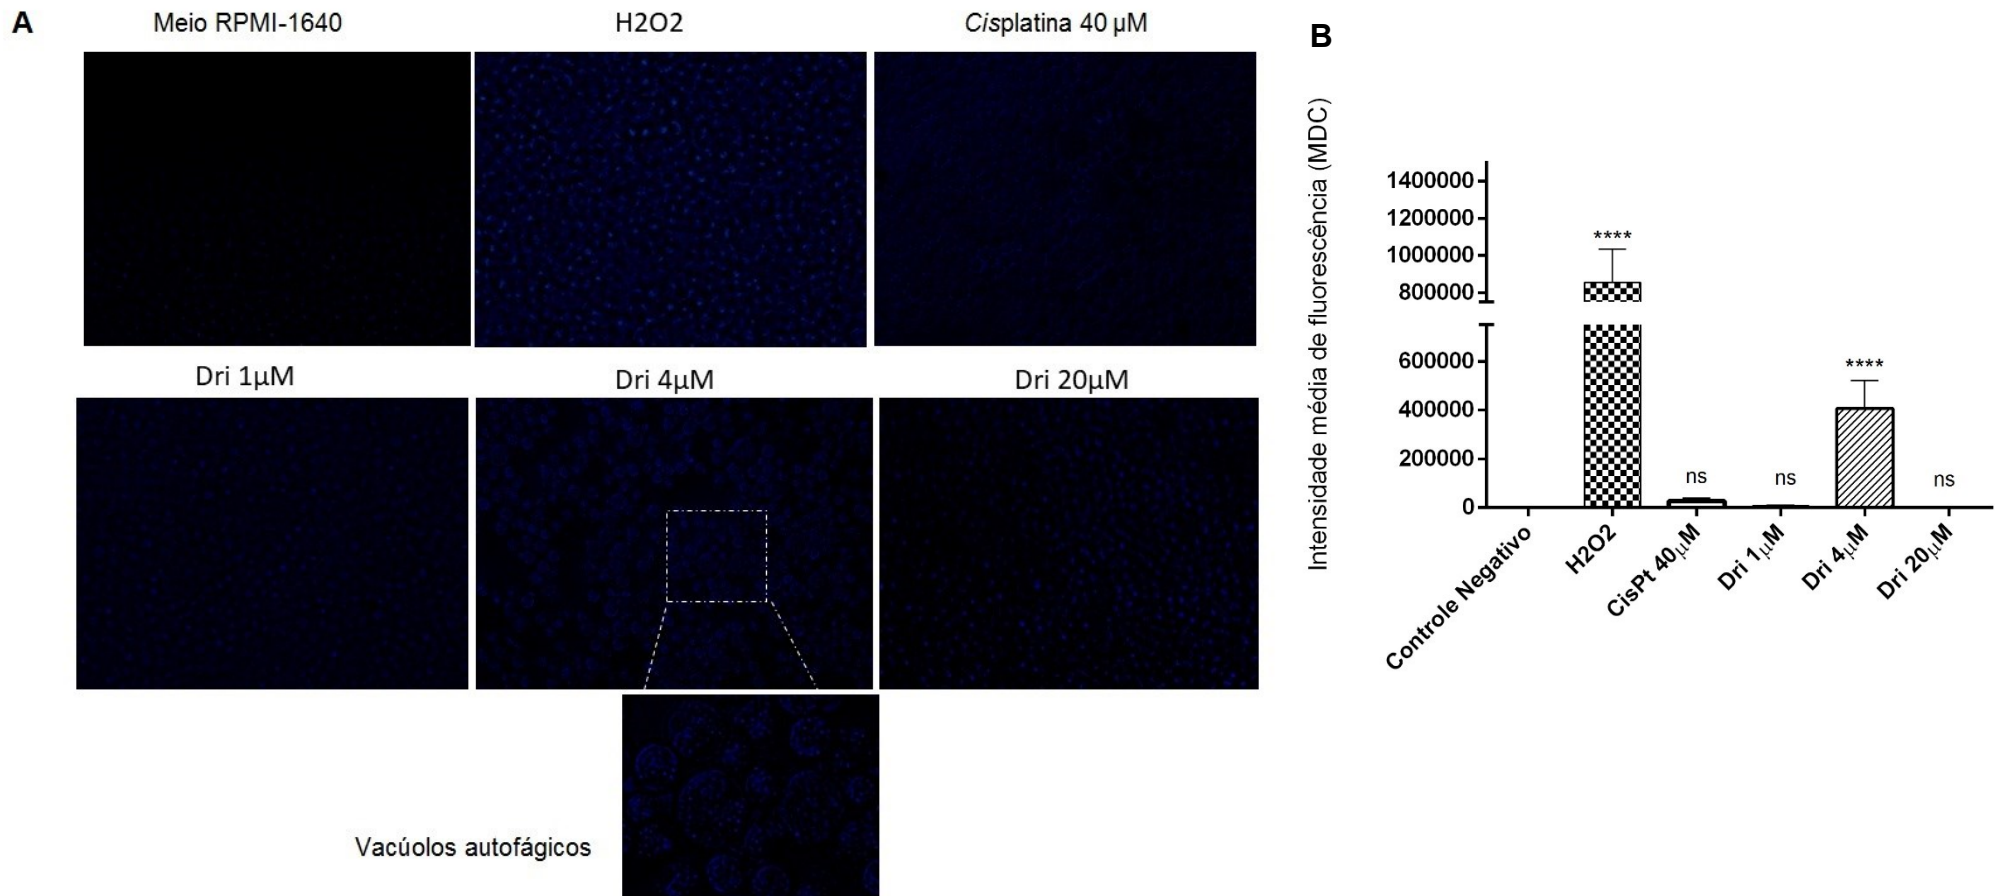 A
Meio RPMI-1640
H2O2
Cisplatina 40 µM
Dri 1µM
Dri 4µM
Dri 20µM
Vacúolos autofágicos
B
Intensidade média de fluorescência (MDC)
1400000
1200000
1000000
800000
600000
400000
200000
0
****
ns
ns
****
ns
Controle Negativo
H2O2
CisPt 40µM
Dri 1µM
Dri 4µM
Dri 20µM